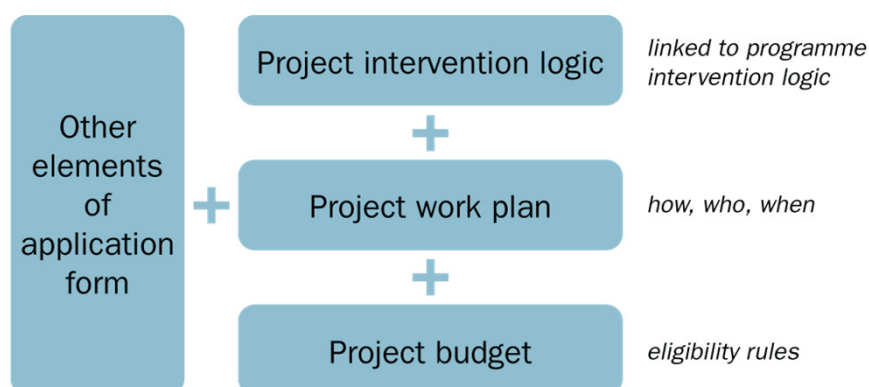 Other
elements
of
application
form
Project intervention logic
linked to programme
intervention logic
Project work plan
how, who, when
Project budget
eligibility rules